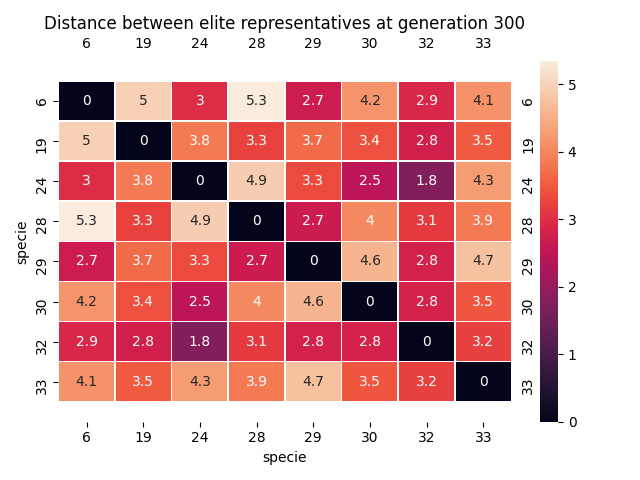 Distance between elite representatives at generation 300
6 19 24 28 29 30 32 33
6 0 5 3 5.3 2.7 4.2 2.9 4.1 6
19 5 0 3.8 3.3 3.7 3.4 2.8 3.5 19
24 3 3.8 0 4.9 3.3 2.5 1.8 4.3 24
28 5.3 3.3 4.9 0 2.7 4 3.1 3.9 28
29 2.7 3.7 3.3 2.7 0 4.6 2.8 4.7 29
30 4.2 3.4 2.5 4 4.6 0 2.8 3.5 30
32 2.9 2.8 1.8 3.1 2.8 2.8 0 3.2 32
33 4.1 3.5 4.3 3.9 4.7 3.5 3.2 0 33
6 19 24 28 29 30 32 33
specie
specie
5
4
3
2
1
0